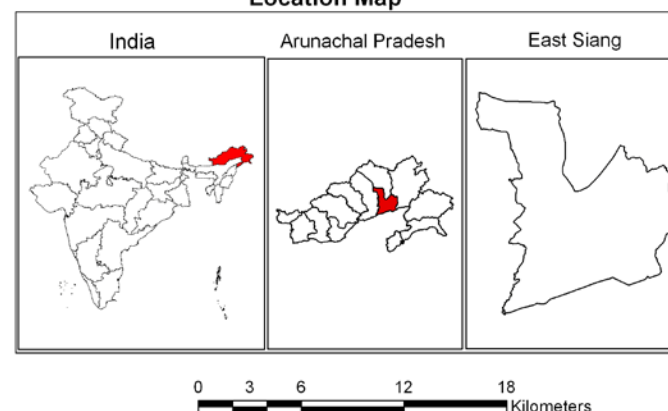 Location Map
India
Arunachal Pradesh
East Siang
0 3 6 12 18
Kilometers